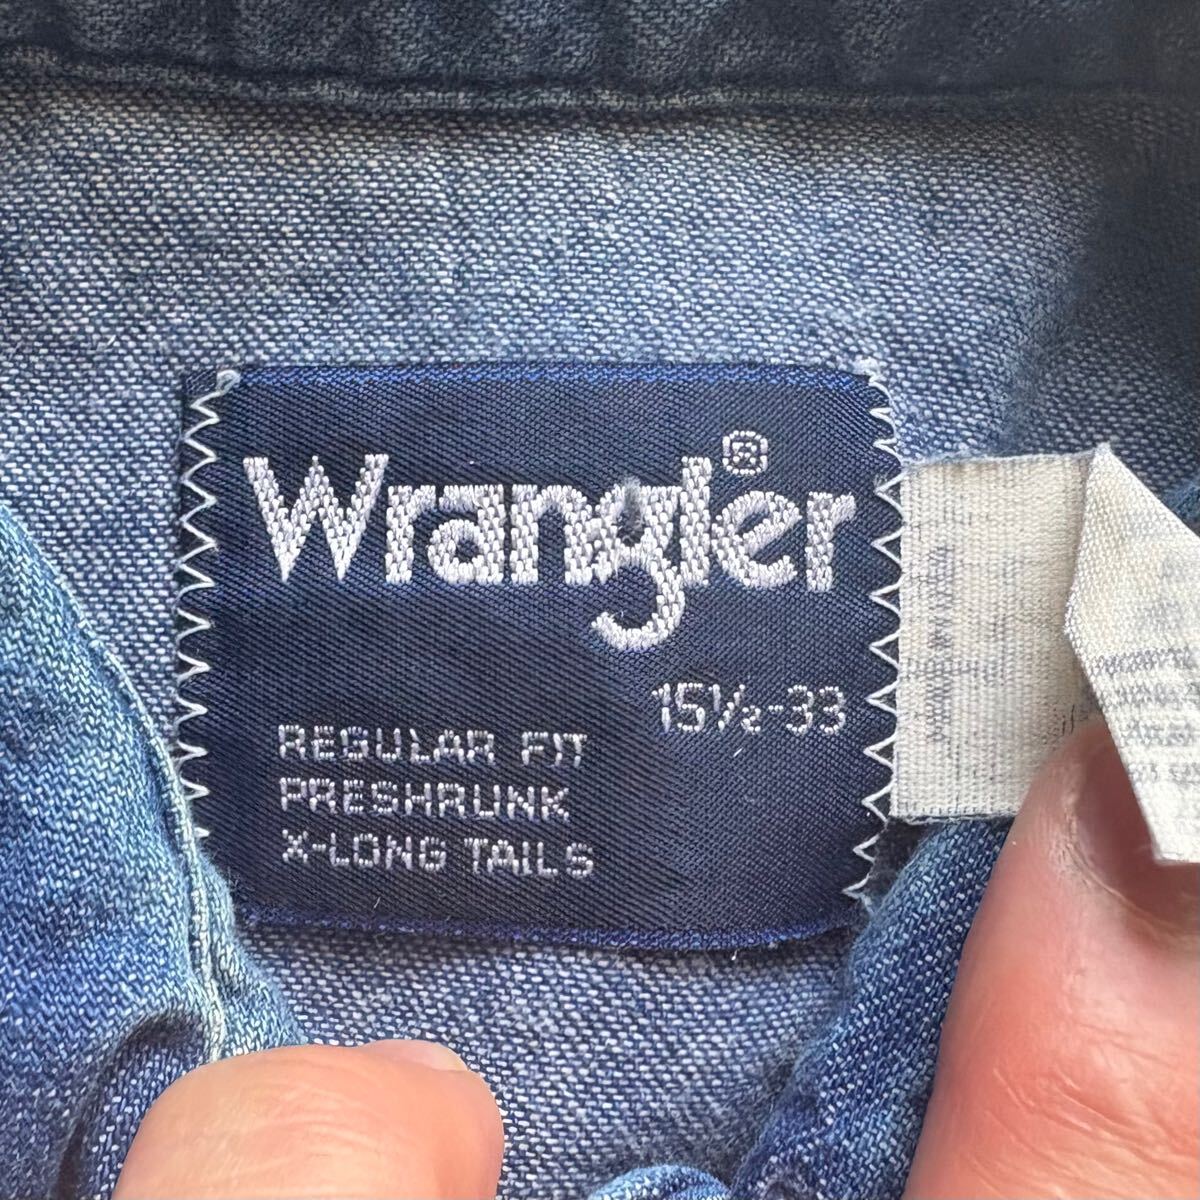 Wrangler®
15½-33
REGULAR FIT
PRESHRUNK
X-LONG TAILS